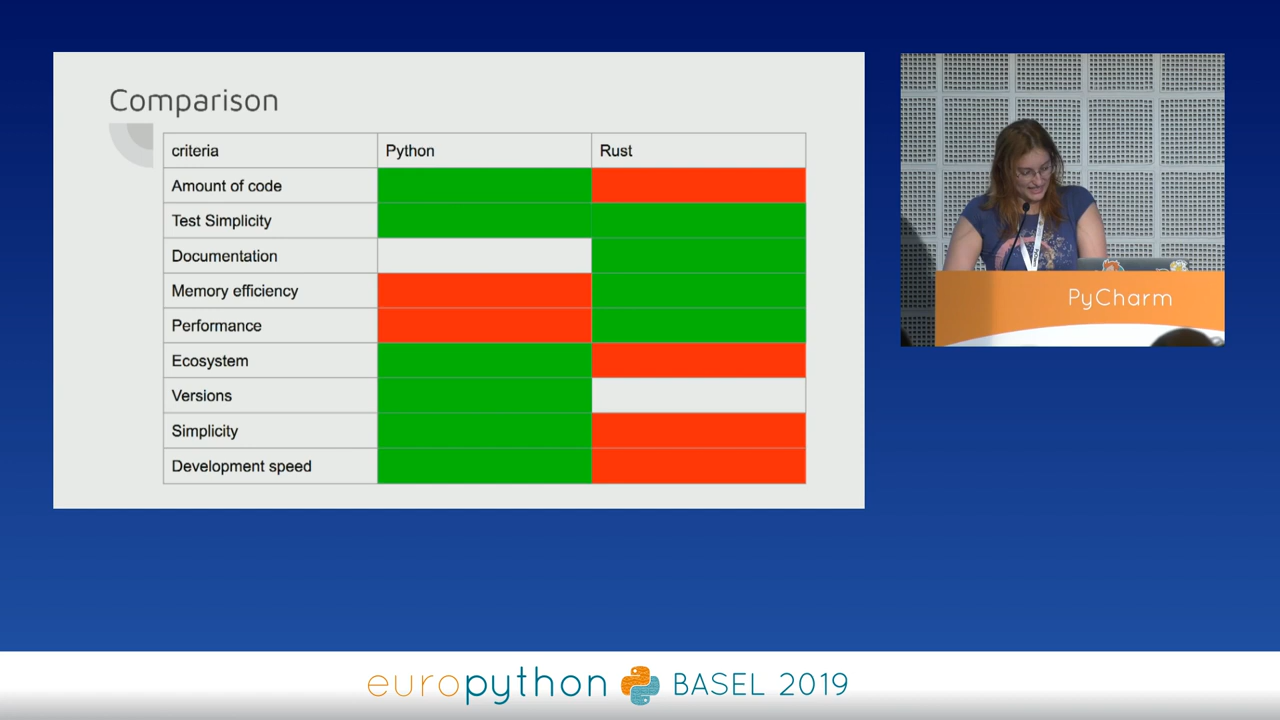 Comparison
criteria Python Rust
Amount of code
Test Simplicity
Documentation
Memory efficiency
Performance
Ecosystem
Versions
Simplicity
Development speed
PyCharm
europython BASEL 2019